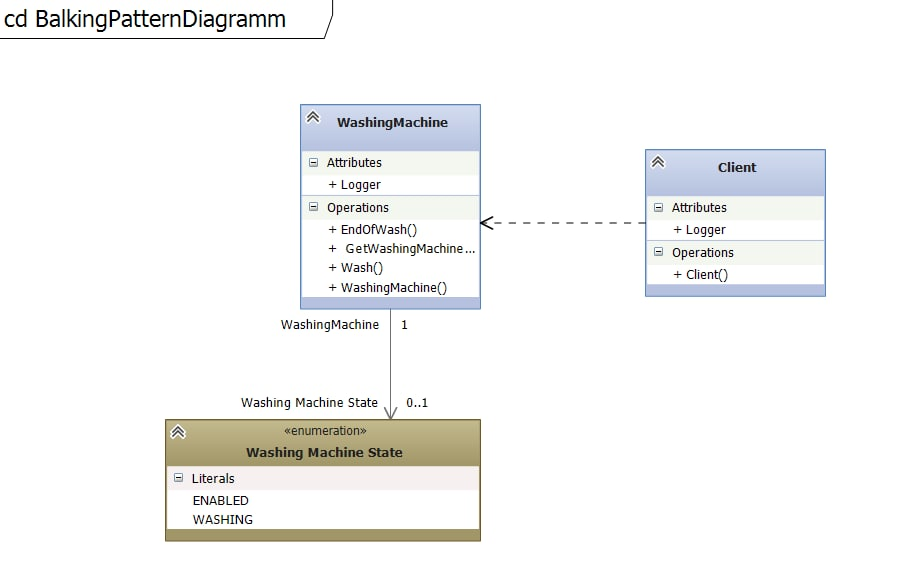 cd BalkingPatternDiagramm
WashingMachine
Attributes
+ Logger
Operations
+ EndOfWash()
+ GetWashingMachine...
+ Wash()
+ WashingMachine()
Client
Attributes
+ Logger
Operations
+ Client()
WashingMachine 1
Washing Machine State 0..1
«enumeration»
Washing Machine State
Literals
ENABLED
WASHING